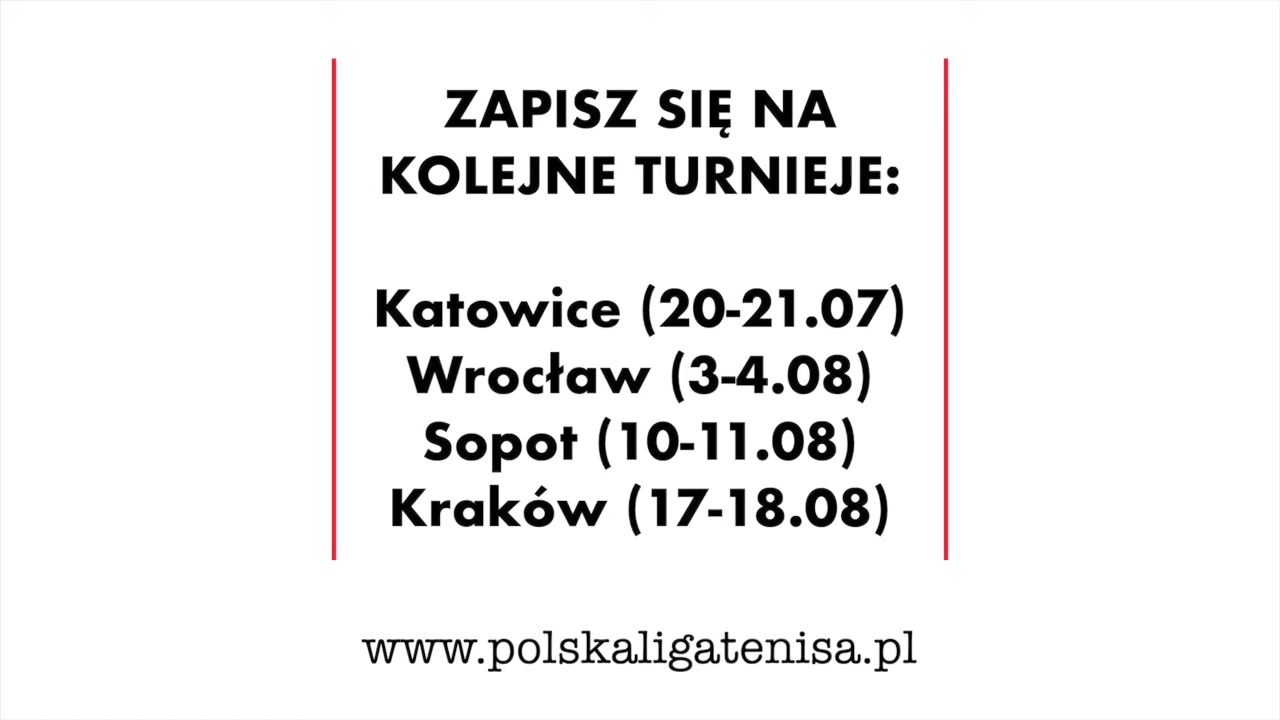 ZAPISZ SIĘ NA
KOLEJNE TURNIEJE:
Katowice (20-21.07)
Wrocław (3-4.08)
Sopot (10-11.08)
Kraków (17-18.08)
www.polskaligatenisa.pl